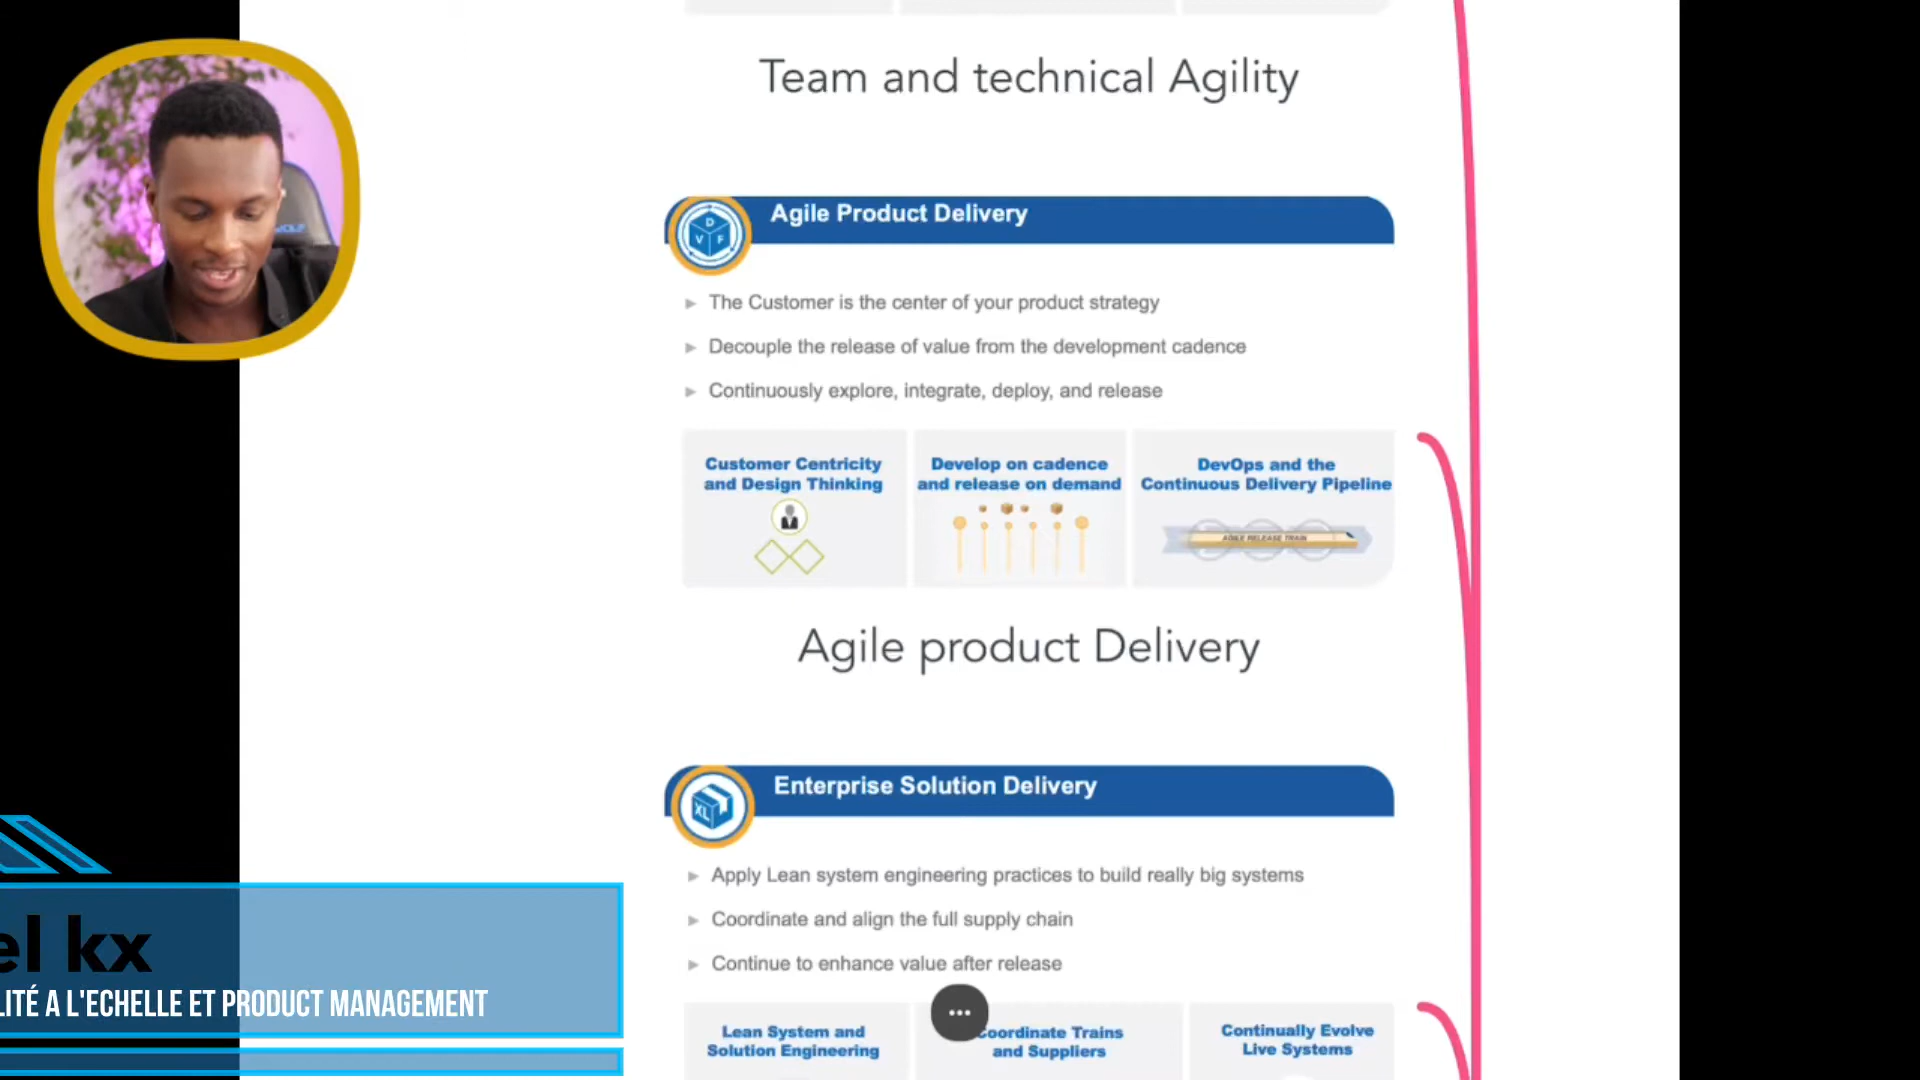 Team and technical Agility
Agile Product Delivery
D
V F
The Customer is the center of your product strategy
Decouple the release of value from the development cadence
Continuously explore, integrate, deploy, and release
Customer Centricity
and Design Thinking
Develop on cadence
and release on demand
DevOps and the
Continuous Delivery Pipeline
AGILE RELEASE TRAIN
Agile product Delivery
Enterprise Solution Delivery
XL
Apply Lean system engineering practices to build really big systems
Coordinate and align the full supply chain
Continue to enhance value after release
Lean System and
Solution Engineering
Coordinate Trains
and Suppliers
Continually Evolve
Live Systems
el kx
LITÉ A L'ECHELLE ET PRODUCT MANAGEMENT